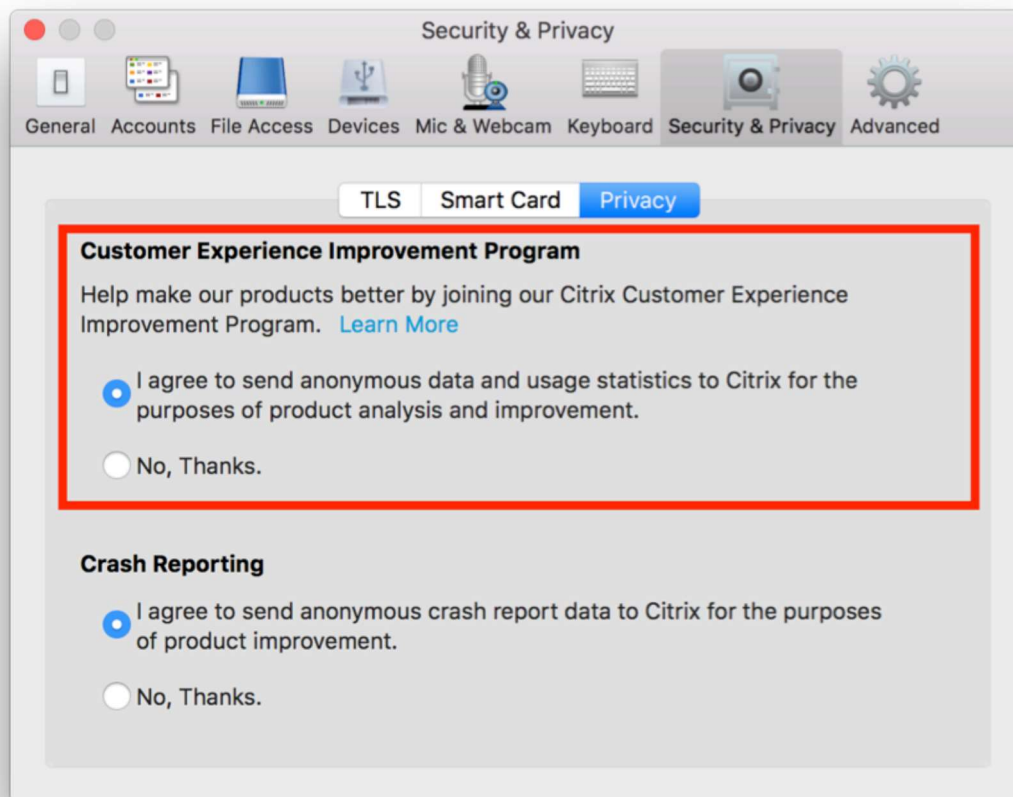 Security & Privacy
General Accounts File Access Devices Mic & Webcam Keyboard Security & Privacy Advanced
TLS Smart Card Privacy
Customer Experience Improvement Program
Help make our products better by joining our Citrix Customer Experience
Improvement Program. Learn More
I agree to send anonymous data and usage statistics to Citrix for the
purposes of product analysis and improvement.
No, Thanks.
Crash Reporting
I agree to send anonymous crash report data to Citrix for the purposes
of product improvement.
No, Thanks.